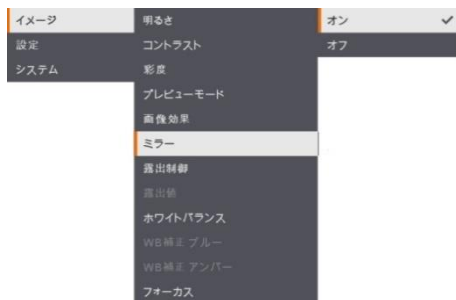 イメージ
設定
システム
明るさ
コントラスト
彩度
プレビューモード
画像効果
ミラー
露出制御
露出値
ホワイトバランス
WB補正 ブルー
WB補正 アンバー
フォーカス
オン
オフ